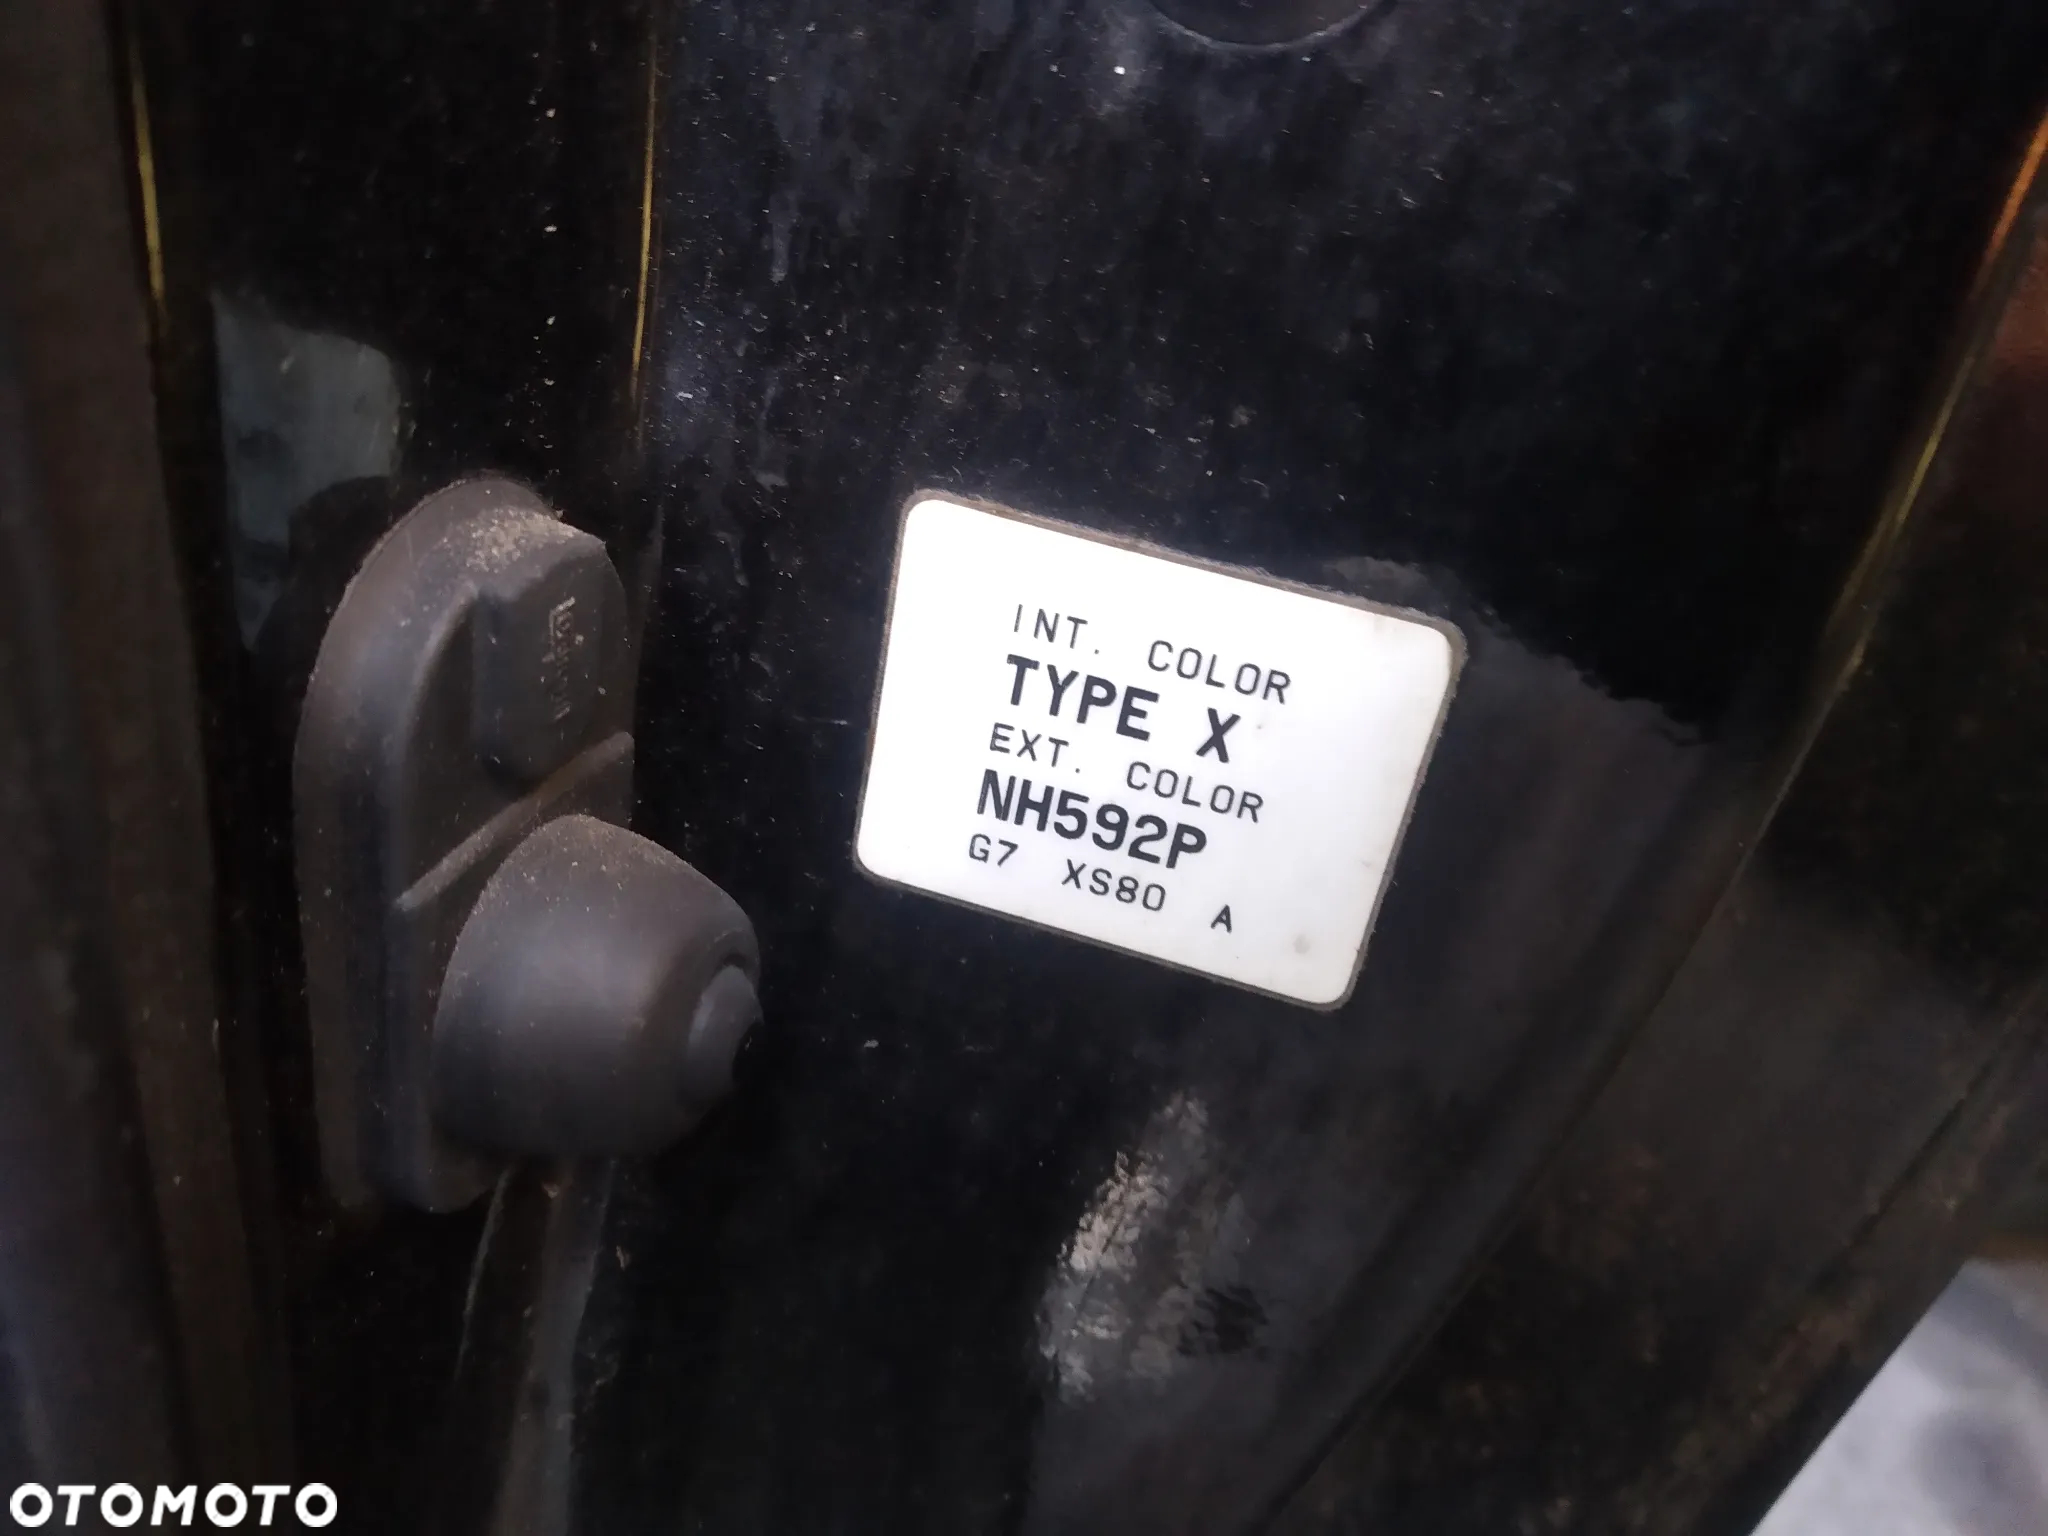 INT. COLOR
TYPE X
EXT. COLOR
NH592P
G7 XS80 A
OTOMOTO